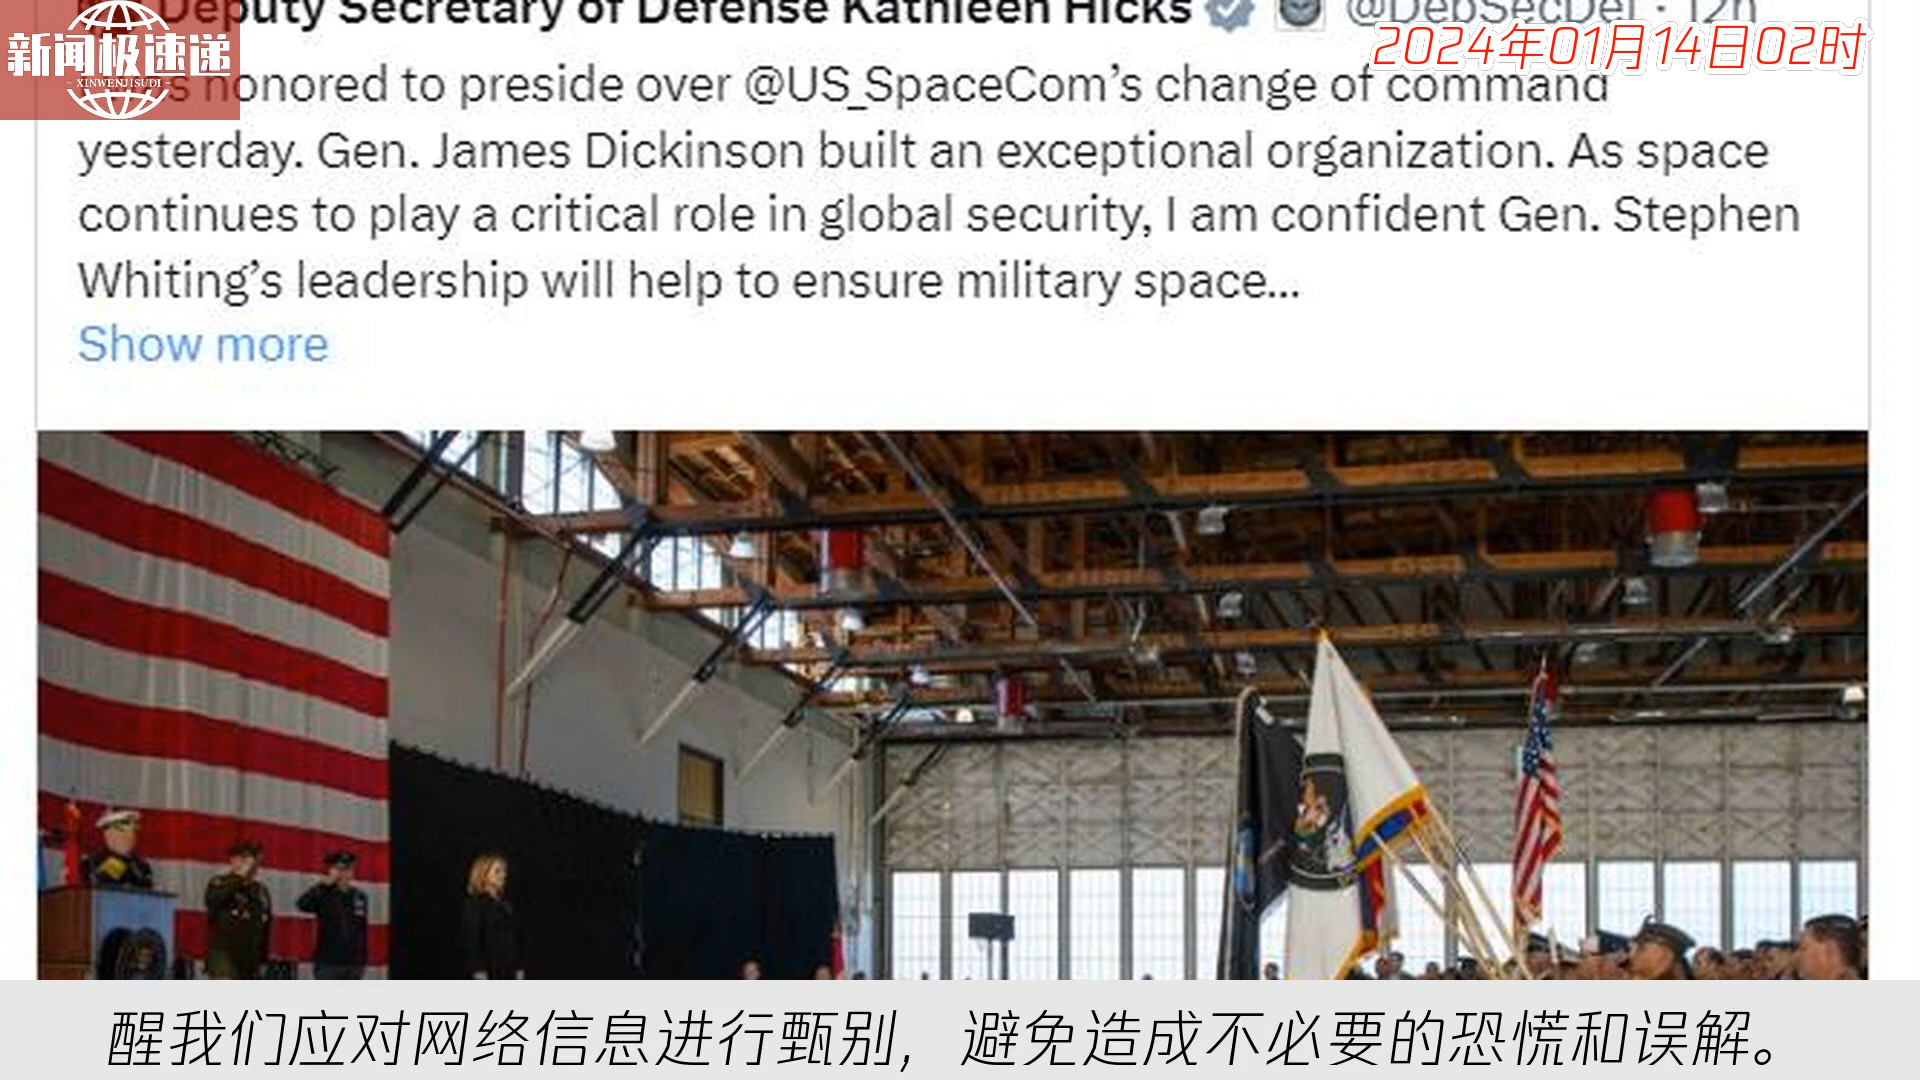 Deputy Secretary of Defense Kathleen Hicks @DepSecDef · 12h
新闻极速递
XINWENJISUDI
2024年01月14日02时
honored to preside over @US_SpaceCom’s change of command
yesterday. Gen. James Dickinson built an exceptional organization. As space
continues to play a critical role in global security, I am confident Gen. Stephen
Whiting’s leadership will help to ensure military space...
Show more
醒我们应对网络信息进行甄别，避免造成不必要的恐慌和误解。